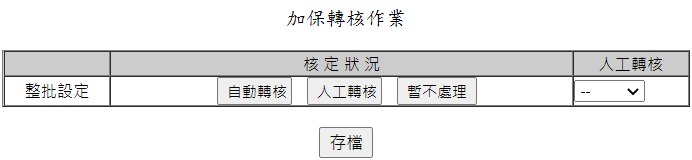 加保轉核作業
核 定 狀 況 人工轉核
整批設定 自動轉核 人工轉核 暫不處理 --
存檔